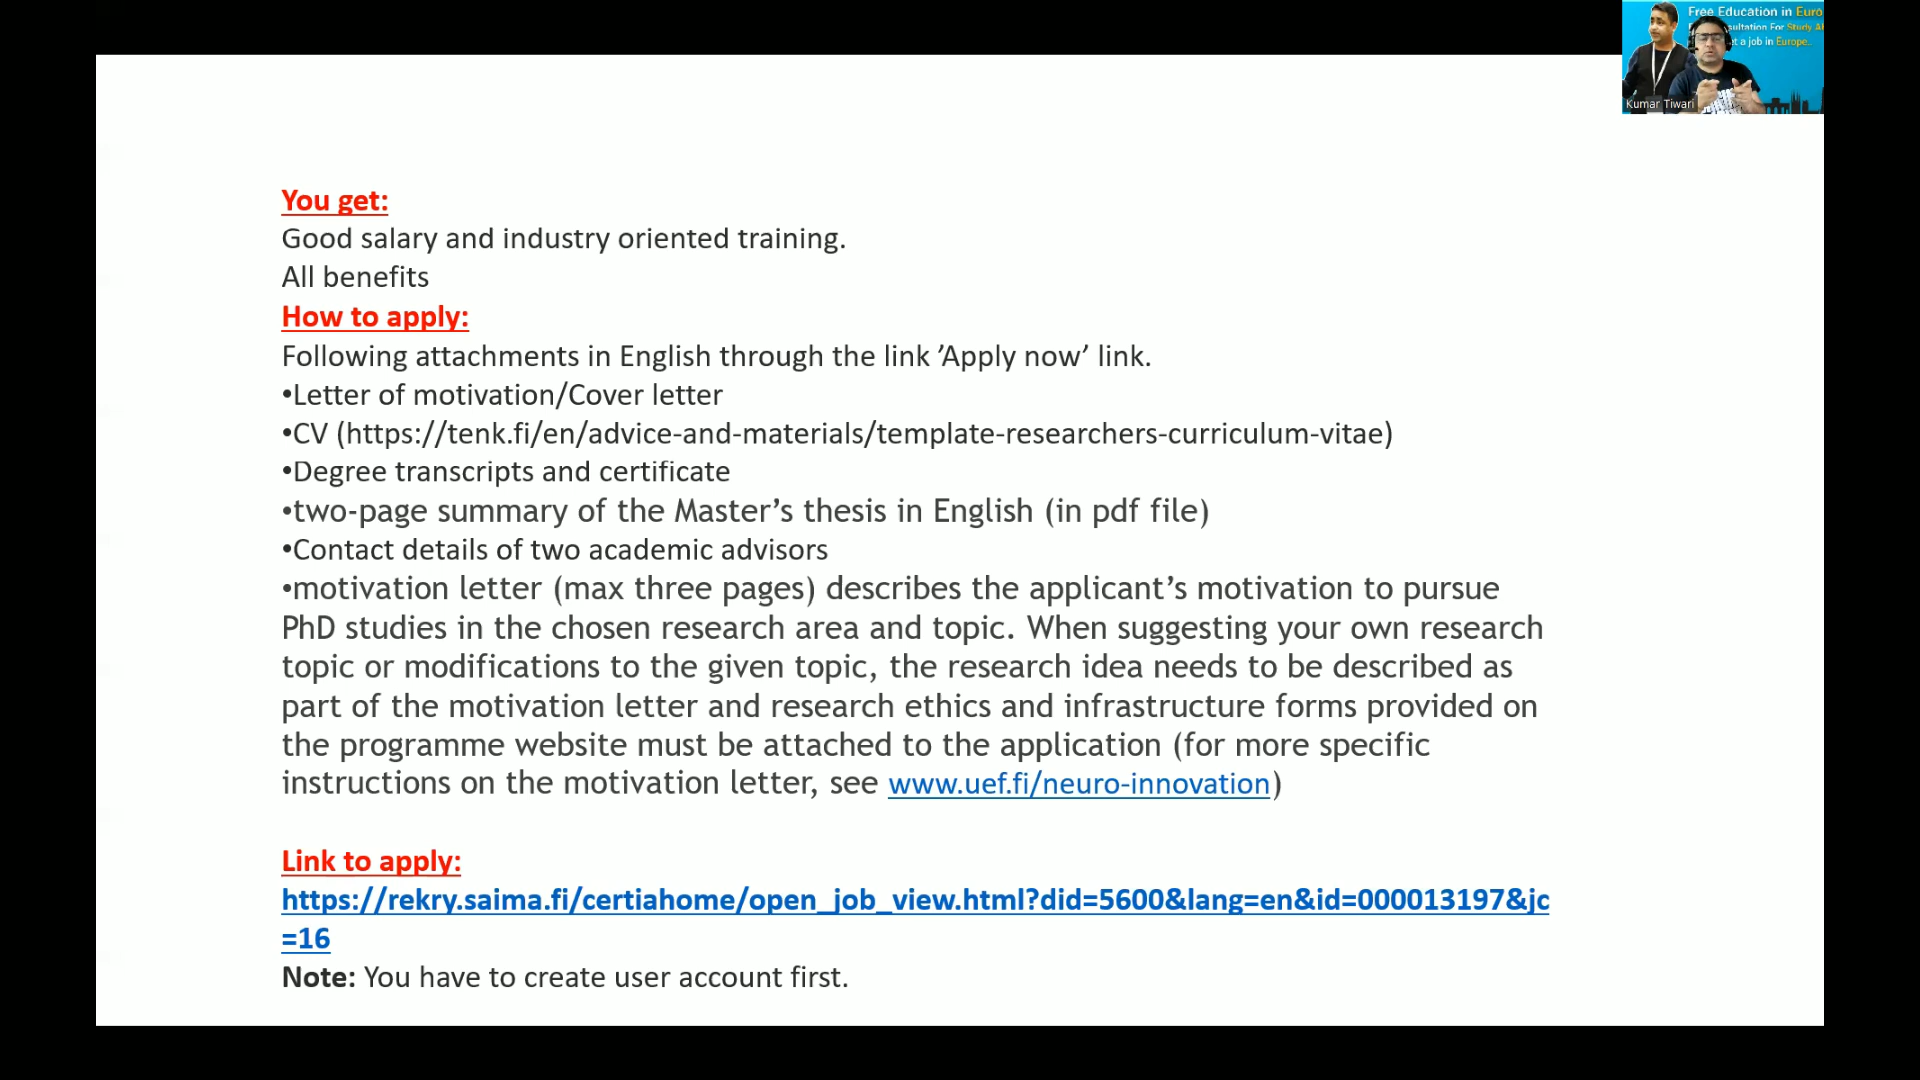 Free Education in Euro
sultation For Study A
et a job in Europe..
Kumar Tiwari
You get:
Good salary and industry oriented training.
All benefits
How to apply:
Following attachments in English through the link ’Apply now’ link.
•Letter of motivation/Cover letter
•CV (https://tenk.fi/en/advice-and-materials/template-researchers-curriculum-vitae)
•Degree transcripts and certificate
•two-page summary of the Master’s thesis in English (in pdf file)
•Contact details of two academic advisors
•motivation letter (max three pages) describes the applicant’s motivation to pursue
PhD studies in the chosen research area and topic. When suggesting your own research
topic or modifications to the given topic, the research idea needs to be described as
part of the motivation letter and research ethics and infrastructure forms provided on
the programme website must be attached to the application (for more specific
instructions on the motivation letter, see www.uef.fi/neuro-innovation)
Link to apply:
https://rekry.saima.fi/certiahome/open_job_view.html?did=5600&lang=en&id=000013197&jc
=16
Note: You have to create user account first.